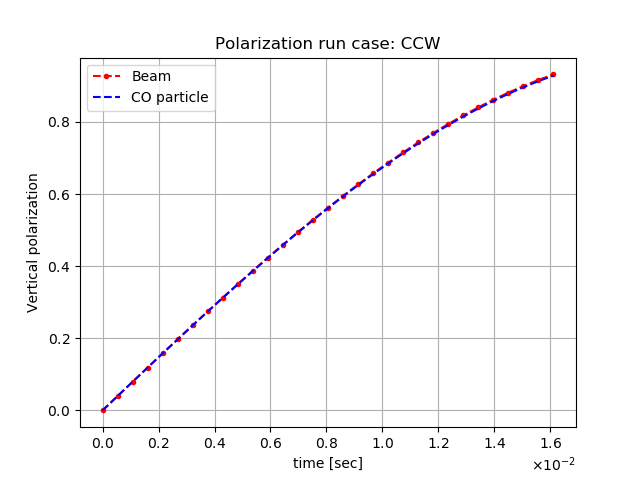 Polarization run case: CCW
Beam
CO particle
Vertical polarization
0.8
0.6
0.4
0.2
0.0
0.0 0.2 0.4 0.6 0.8 1.0 1.2 1.4 1.6
time [sec]
×10⁻²